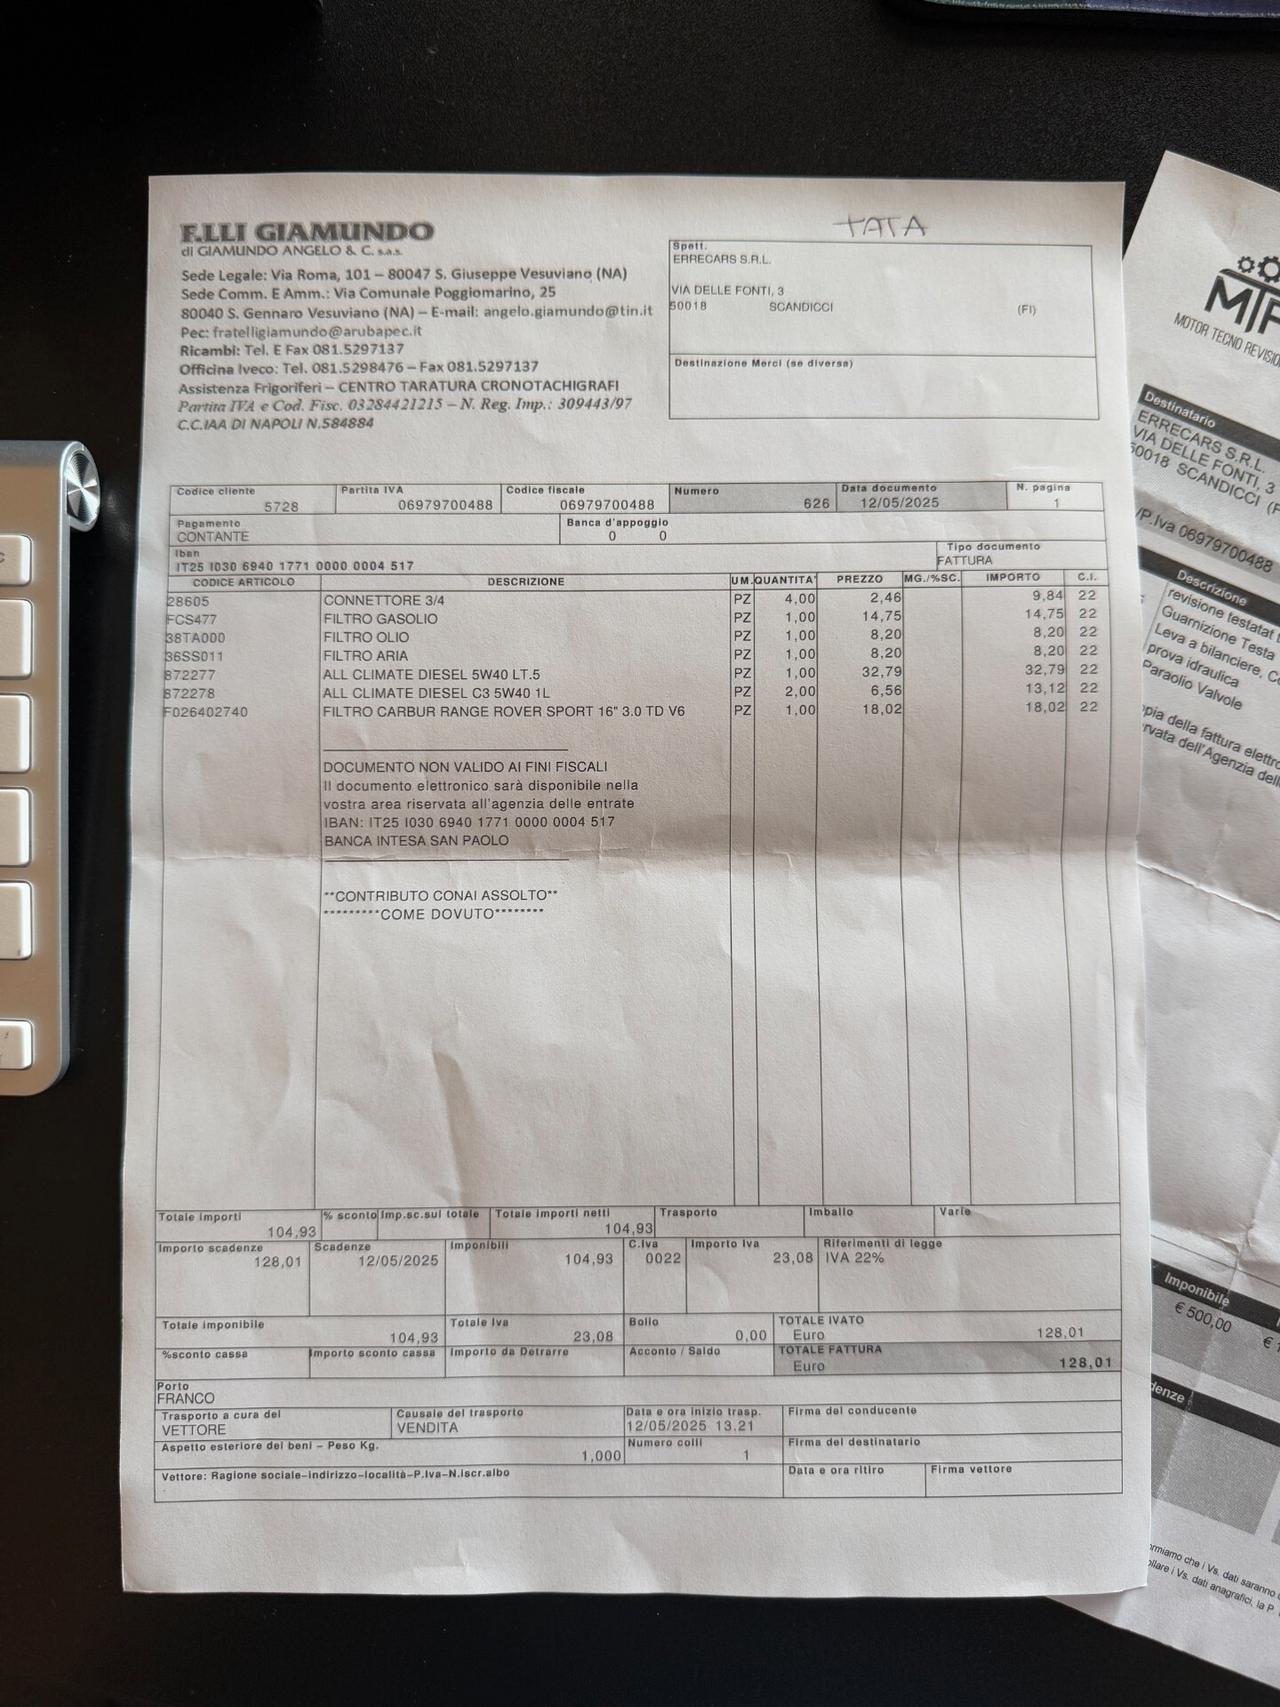 TATA
F.LLI GIAMUNDO
di GIAMUNDO ANGELO & C. s.a.s.
Sede Legale: Via Roma, 101 – 80047 S. Giuseppe Vesuviano (NA)
Sede Comm. E Amm.: Via Comunale Poggiomarino, 25
80040 S. Gennaro Vesuviano (NA) – E-mail: angelo.giamundo@tin.it
Pec: fratelligiamundo@arubapec.it
Ricambi: Tel. E Fax 081.5297137
Officina Iveco: Tel. 081.5298476 – Fax 081.5297137
Assistenza Frigoriferi – CENTRO TARATURA CRONOTACHIGRAFI
Partita IVA e Cod. Fisc. 03284421215 – N. Reg. Imp.: 309443/97
C.C.IAA DI NAPOLI N.584884
Spett.
ERRECARS S.R.L.
VIA DELLE FONTI, 3
50018 SCANDICCI (FI)
Destinazione Merci (se diversa)
Codice cliente Partita IVA Codice fiscale Numero Data documento N. pagina
5728 06979700488 06979700488 626 12/05/2025 1
Pagamento Banca d'appoggio
CONTANTE 0 0
Iban Tipo documento
IT25 I030 6940 1771 0000 0004 517 FATTURA
CODICE ARTICOLO DESCRIZIONE UM. QUANTITA' PREZZO MG./%SC. IMPORTO C.I.
28605 CONNETTORE 3/4 PZ 4,00 2,46 9,84 22
FCS477 FILTRO GASOLIO PZ 1,00 14,75 14,75 22
38TA000 FILTRO OLIO PZ 1,00 8,20 8,20 22
36SS011 FILTRO ARIA PZ 1,00 8,20 8,20 22
872277 ALL CLIMATE DIESEL 5W40 LT.5 PZ 1,00 32,79 32,79 22
872278 ALL CLIMATE DIESEL C3 5W40 1L PZ 2,00 6,56 13,12 22
F026402740 FILTRO CARBUR RANGE ROVER SPORT 16" 3.0 TD V6 PZ 1,00 18,02 18,02 22
DOCUMENTO NON VALIDO AI FINI FISCALI
Il documento elettronico sarà disponibile nella
vostra area riservata all'agenzia delle entrate
IBAN: IT25 I030 6940 1771 0000 0004 517
BANCA INTESA SAN PAOLO
**CONTRIBUTO CONAI ASSOLTO**
*********COME DOVUTO********
Totale importi % sconto Imp.sc.sul totale Totale importi netti Trasporto Imballo Varie
104,93 104,93
Importo scadenze Scadenze Imponibili C.Iva Importo Iva Riferimenti di legge
128,01 12/05/2025 104,93 0022 23,08 IVA 22%
Totale imponibile Totale Iva Bollo TOTALE IVATO
104,93 23,08 0,00 Euro 128,01
%sconto cassa Importo sconto cassa Importo da Detrarre Acconto / Saldo TOTALE FATTURA
Euro 128,01
Porto
FRANCO
Trasporto a cura del Causale del trasporto Data e ora inizio trasp. Firma del conducente
VETTORE VENDITA 12/05/2025 13.21
Aspetto esteriore dei beni – Peso Kg. Numero colli Firma del destinatario
1,000 1
Vettore: Ragione sociale-indirizzo-località-P.Iva-N.iscr.albo Data e ora ritiro Firma vettore
MOTOR TECNO
Destinatario
ERRECARS S.R.L.
VIA DELLE FONTI, 3
50018 SCANDICCI
/P.Iva 06979700488
Descrizione
revisione testata
Guarnizione Testa
Leva a bilanciere,
prova idraulica
Paraolio Valvole
della fattura
dell'Agenzia
Imponibile
€ 500,00
che i Vs. dati saranno
i Vs. dati anagrafici, la P.